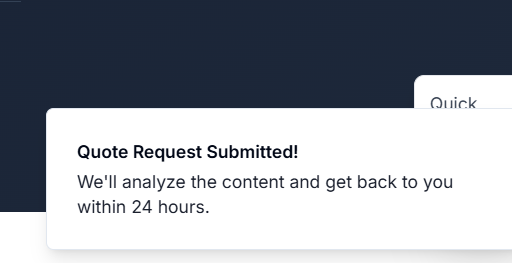 Quick
Quote Request Submitted!
We'll analyze the content and get back to you
within 24 hours.